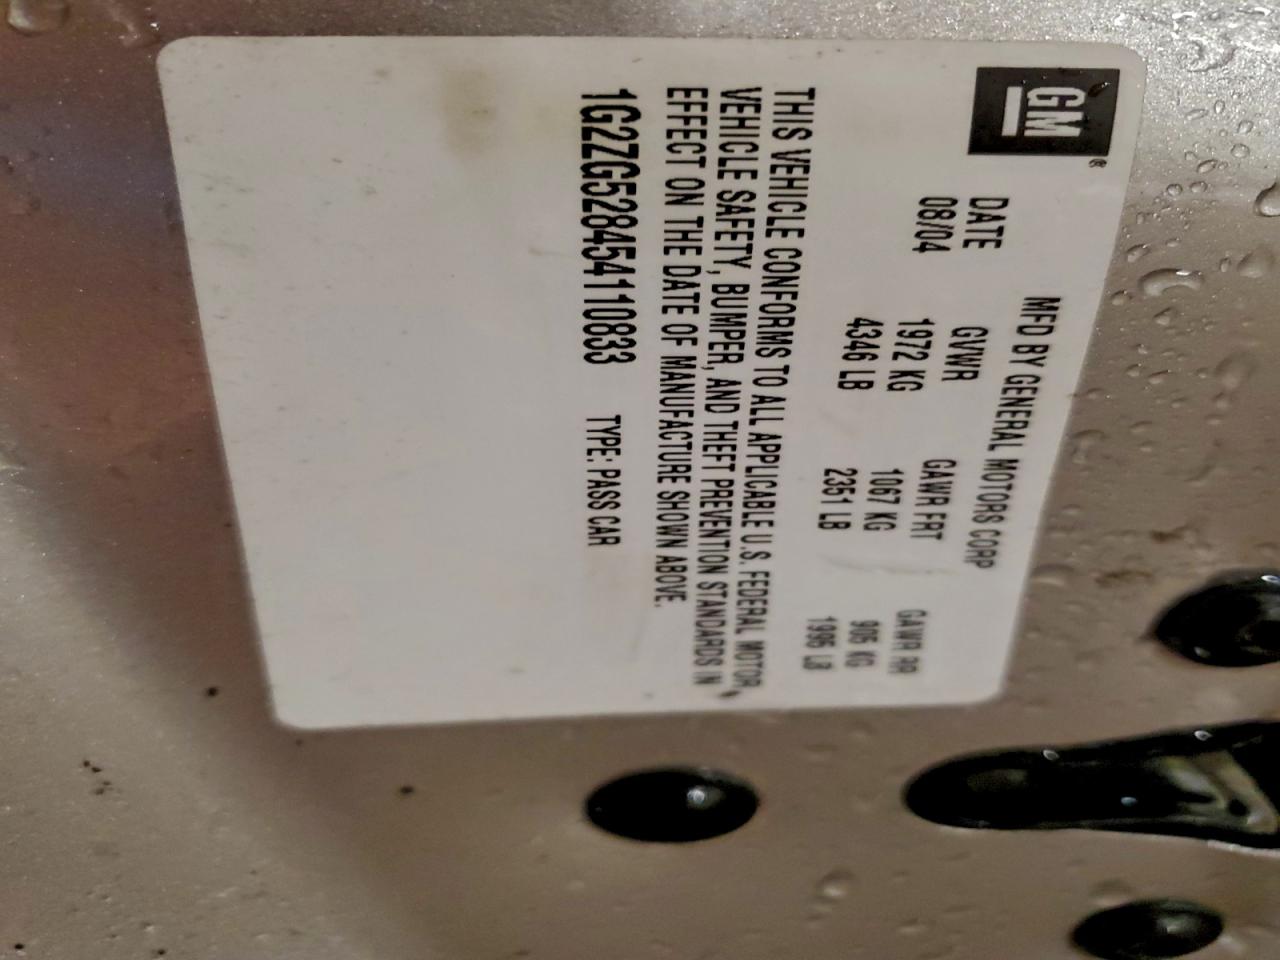 GM®
MFD BY GENERAL MOTORS CORP
DATE GVWR GAWR FRT GAWR RR
08/04 1972 KG 1067 KG 905 KG
4346 LB 2351 LB 1995 LB
THIS VEHICLE CONFORMS TO ALL APPLICABLE U.S. FEDERAL MOTOR
VEHICLE SAFETY, BUMPER, AND THEFT PREVENTION STANDARDS IN
EFFECT ON THE DATE OF MANUFACTURE SHOWN ABOVE.
1G2ZG528454110833 TYPE: PASS CAR